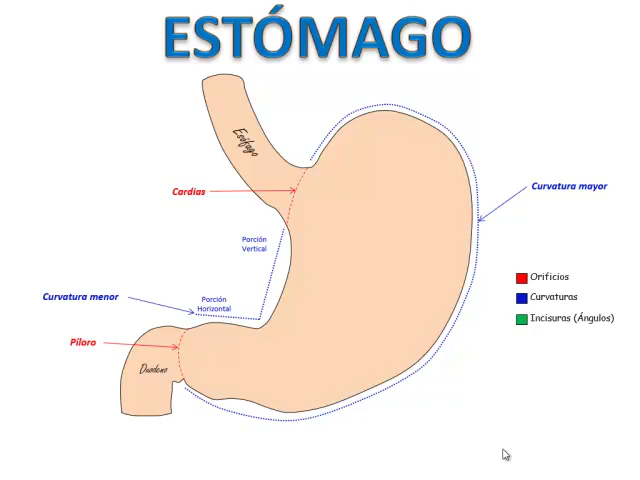 ESTÓMAGO
Esófago
Cardias
Curvatura mayor
Porción
Vertical
Orificios
Curvatura menor
Porción
Horizontal
Curvaturas
Incisuras (Ángulos)
Píloro
Duodeno